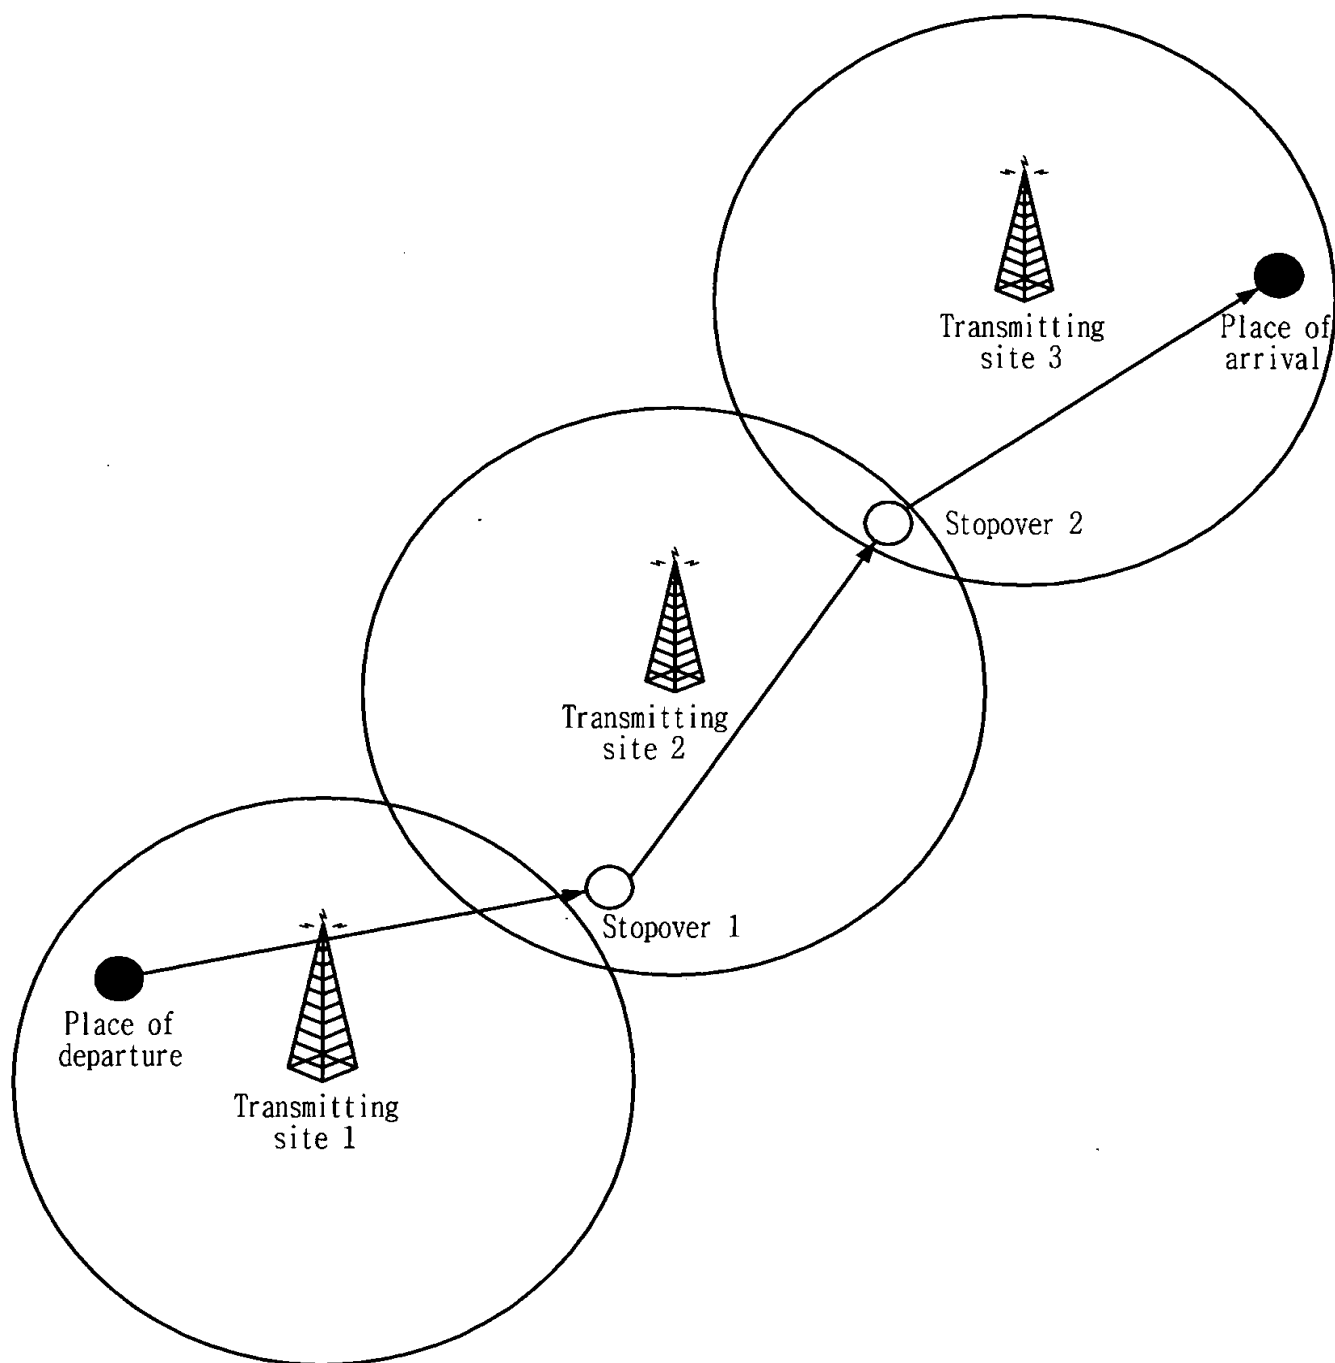 Transmitting
site 3
Place of
arrival
Stopover 2
Transmitting
site 2
Stopover 1
Place of
departure
Transmitting
site 1